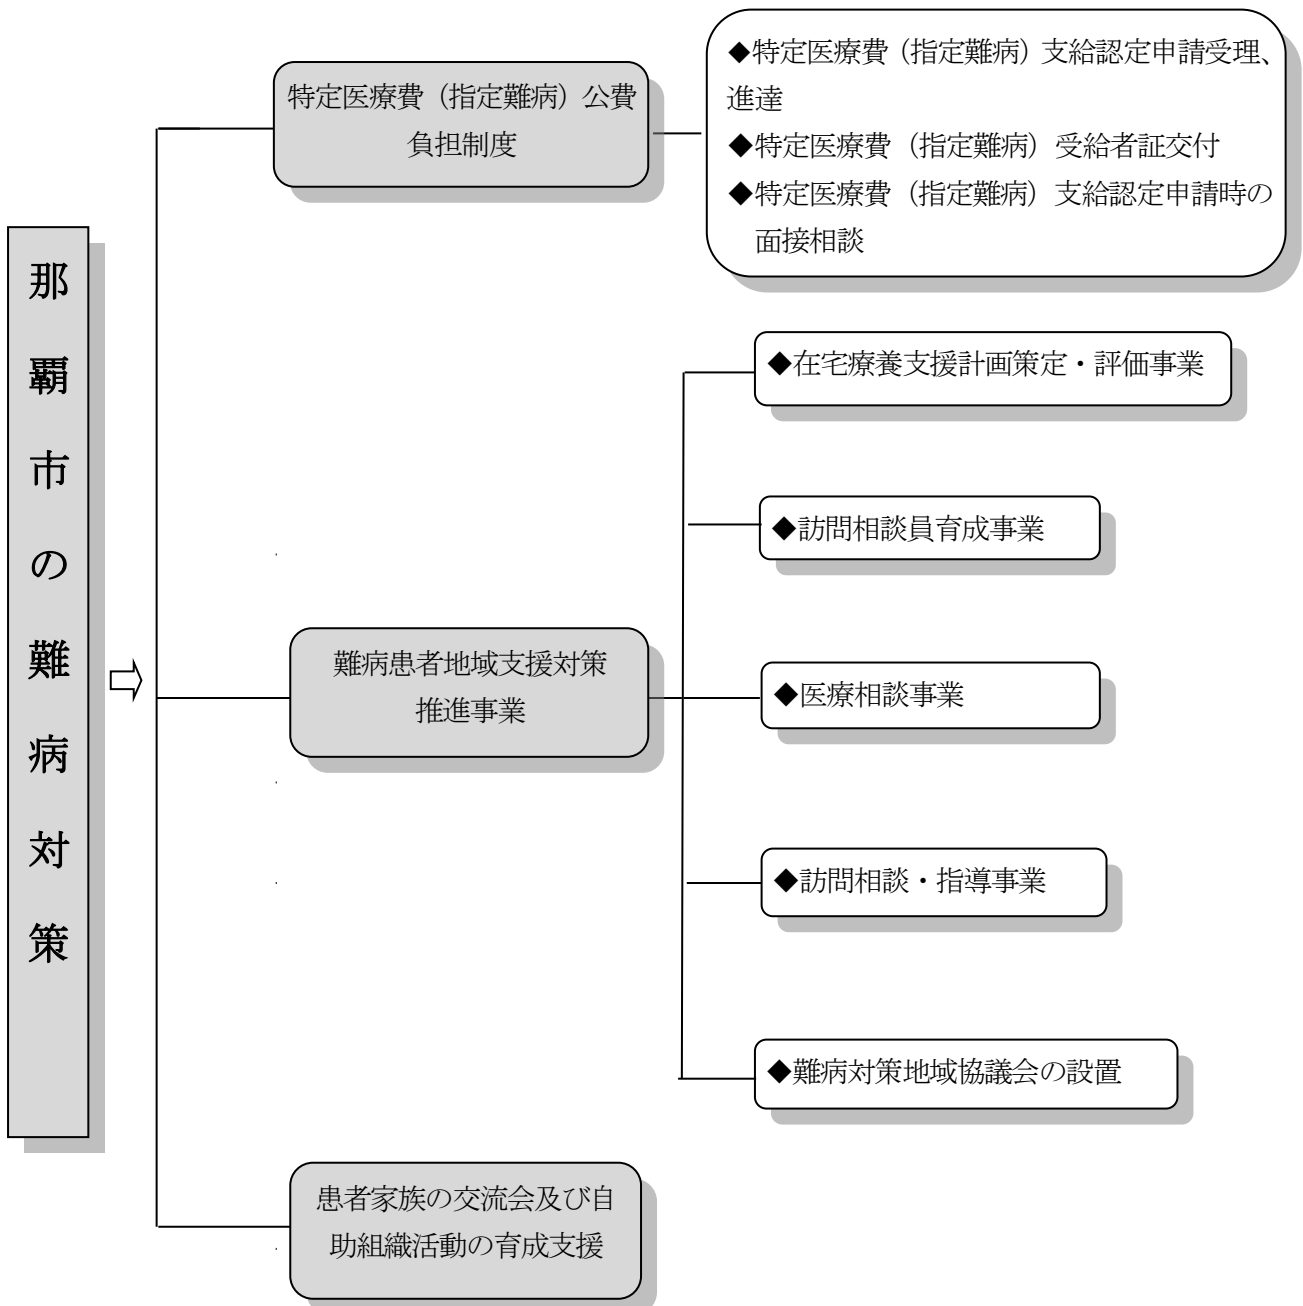 那覇市の難病対策
特定医療費（指定難病）公費
負担制度
◆特定医療費（指定難病）支給認定申請受理、
進達
◆特定医療費（指定難病）受給者証交付
◆特定医療費（指定難病）支給認定申請時の
面接相談
難病患者地域支援対策
推進事業
◆在宅療養支援計画策定・評価事業
◆訪問相談員育成事業
◆医療相談事業
◆訪問相談・指導事業
◆難病対策地域協議会の設置
患者家族の交流会及び自
助組織活動の育成支援